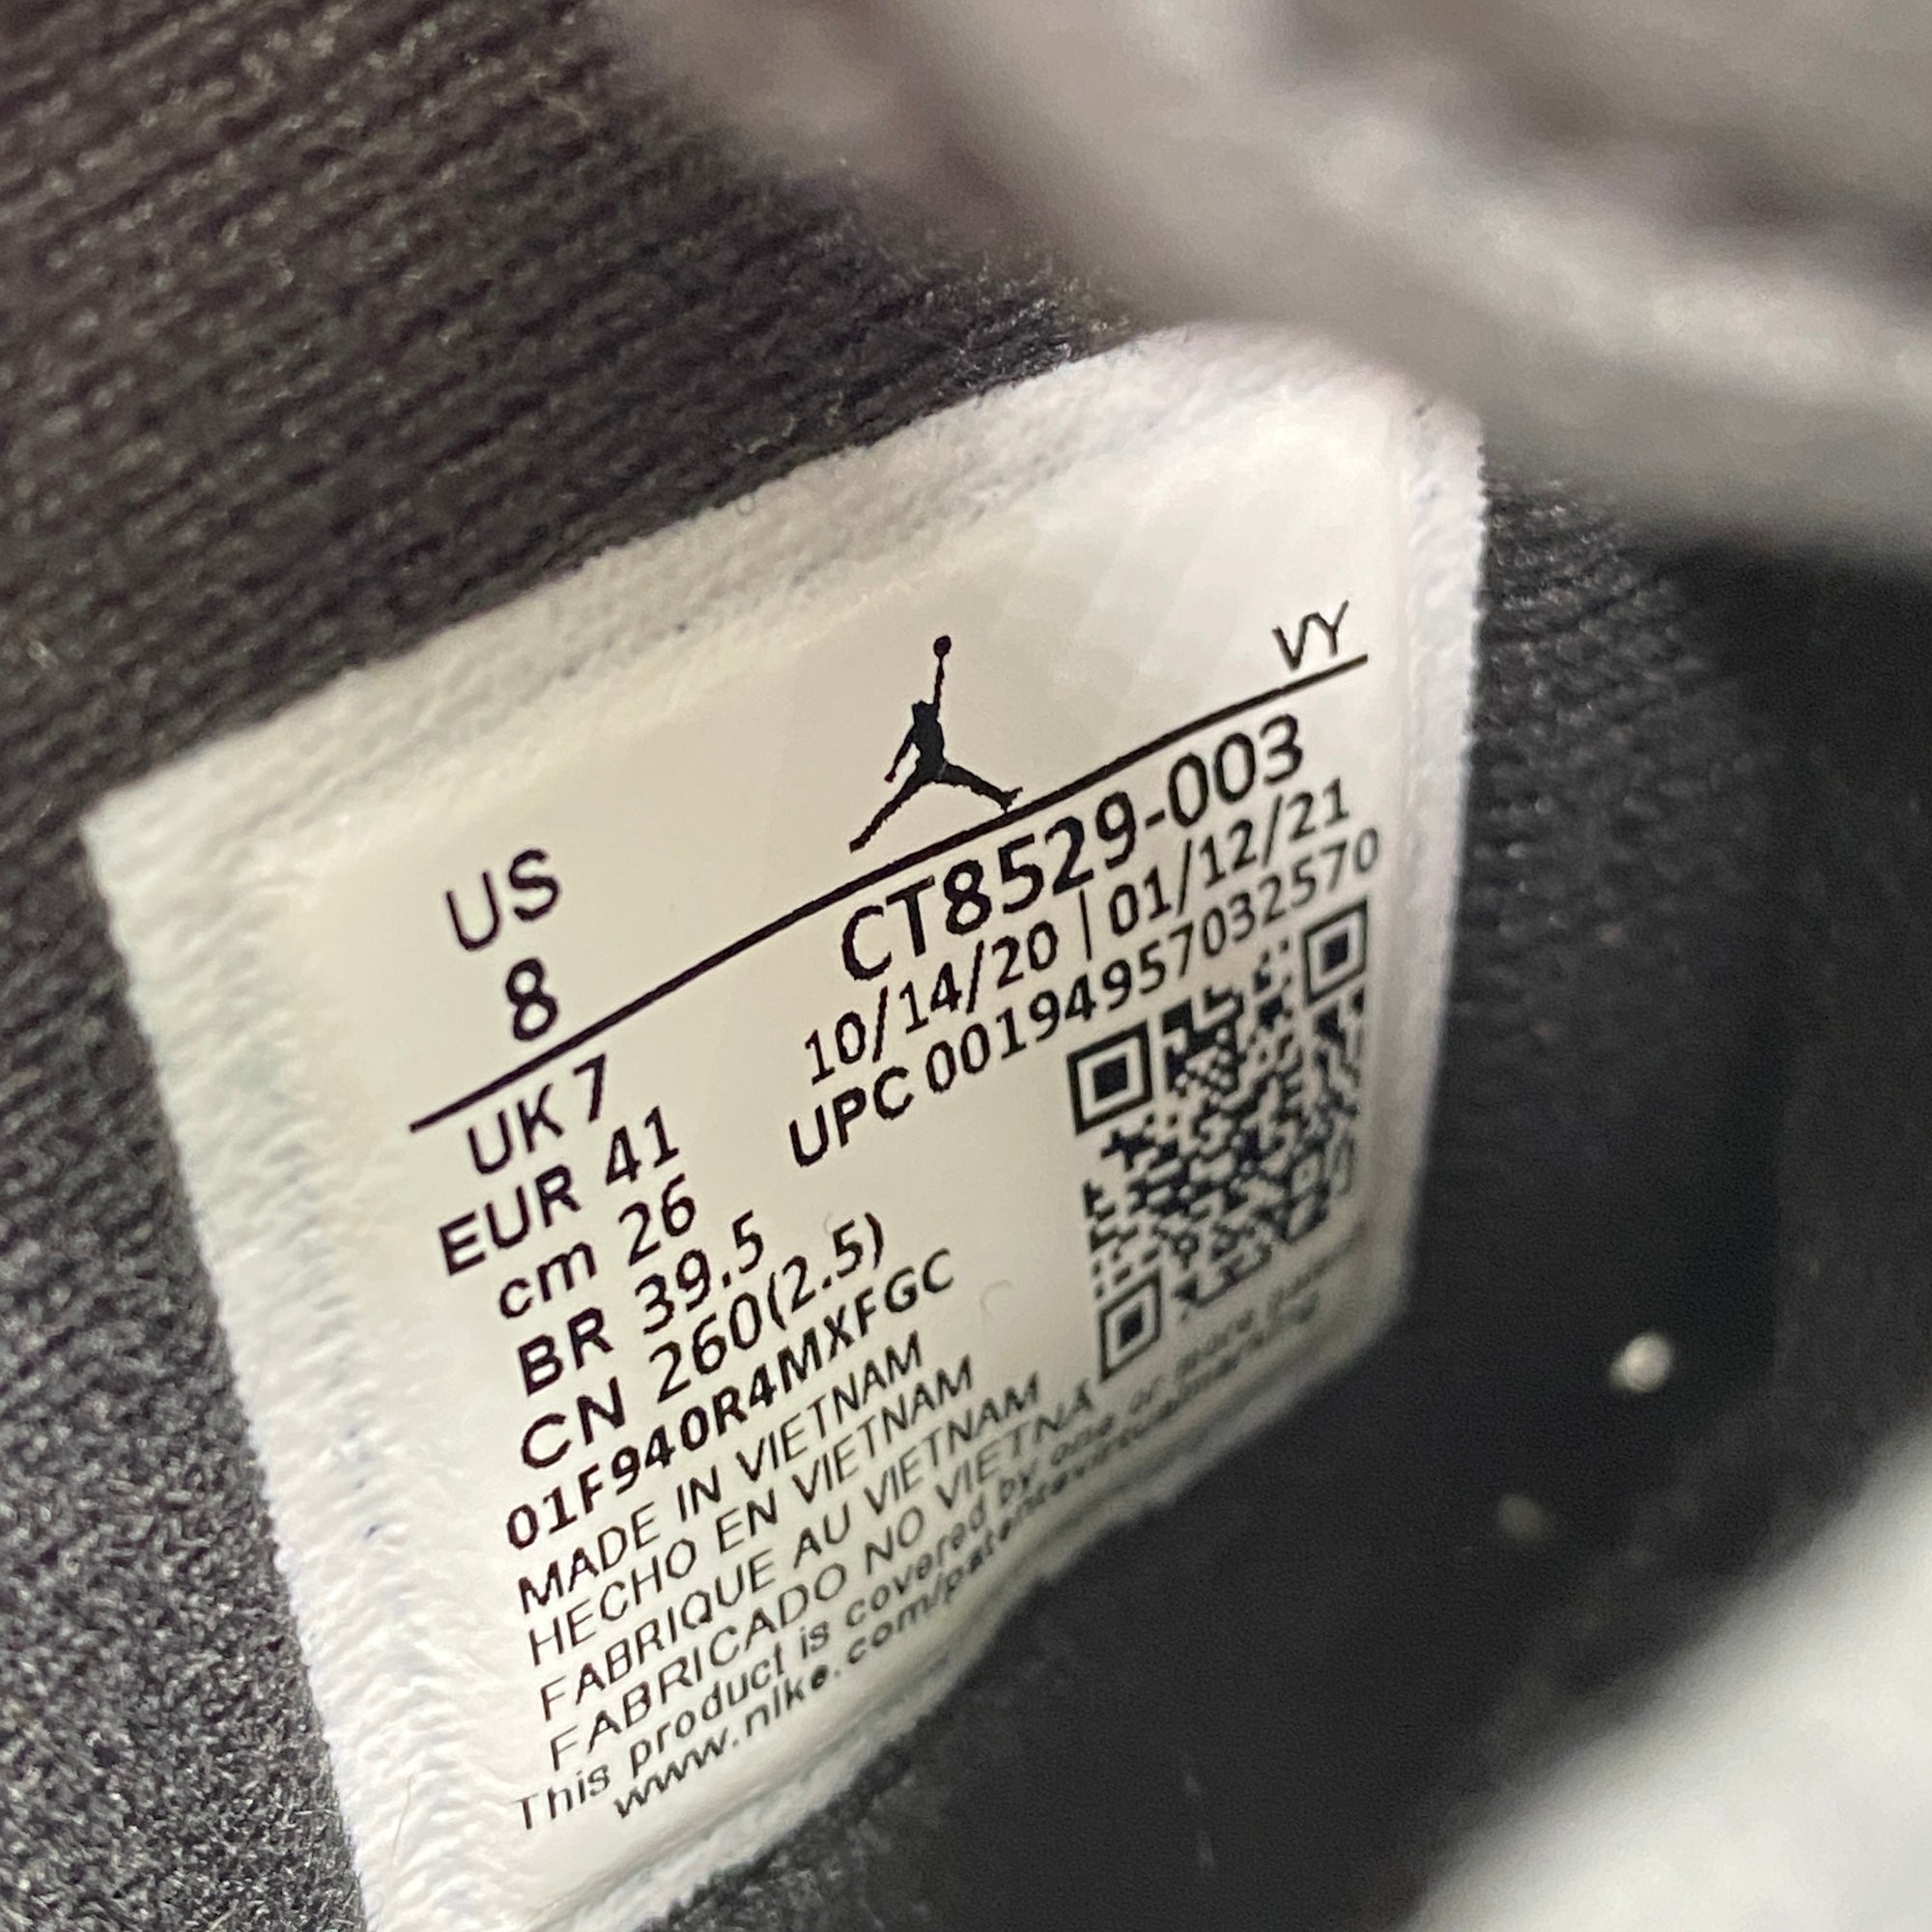 VY
US
8
CT8529-003
10/14/20 | 01/12/21
UPC 00194957032570
UK 7
EUR 41
cm 26
BR 39.5
CN 260(2.5)
01F940R4MXFGC
MADE IN VIETNAM
HECHO EN VIETNAM
FABRIQUE AU VIETNAM
FABRICADO NO VIETNÃ
This product is covered by one or more
www.nike.com/patents